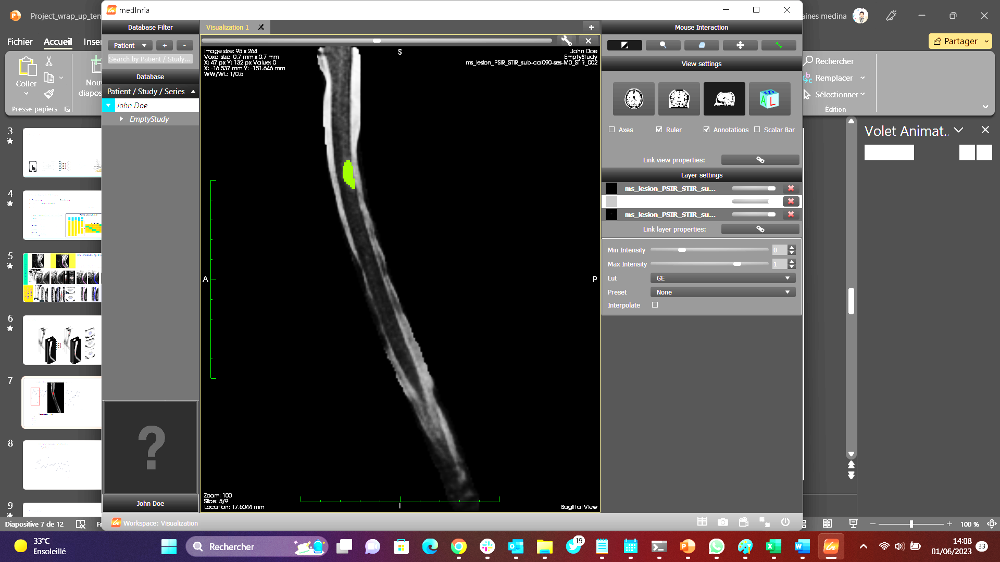 Project_wrap_up_ten
aines medina
Fichier
Accueil
Inser
Partager
Coller
Nouv
diapos
Presse-papiers
Rechercher
Remplacer
Sélectionner
Édition
Volet Animat..
3
4
5
6
7
8
9
Diapositive 7 de 12
100 %
medInria
Database Filter
Patient
+
-
Search by Patient / Study...
Database
Patient / Study / Series
John Doe
EmptyStudy
?
John Doe
Workspace: Visualization
Visualization 1
Image size: 95 x 264
Voxel size: 0.7 mm x 0.7 mm
X: 47 px Y: 132 px Value: 0
X: -16.537 mm Y: -151.646 mm
WW/WL: 1/0.5
S
John Doe
EmptyStudy
ms_lesion_PSIR_STIR_sub-cal090-ses-M0_STIR_002
A
P
I
Zoom: 100
Slice: 5/9
Location: 17.5044 mm
Sagittal View
Mouse Interaction
View settings
A S L
Axes
Ruler
Annotations
Scalar Bar
Link view properties:
Layer settings
ms_lesion_PSIR_STIR_su...
ms_lesion_PSIR_STIR_su...
Link layer properties:
Min Intensity
0
Max Intensity
1
Lut
GE
Preset
None
Interpolate
33°C
Ensoleillé
Rechercher
19
14:08
01/06/2023
33